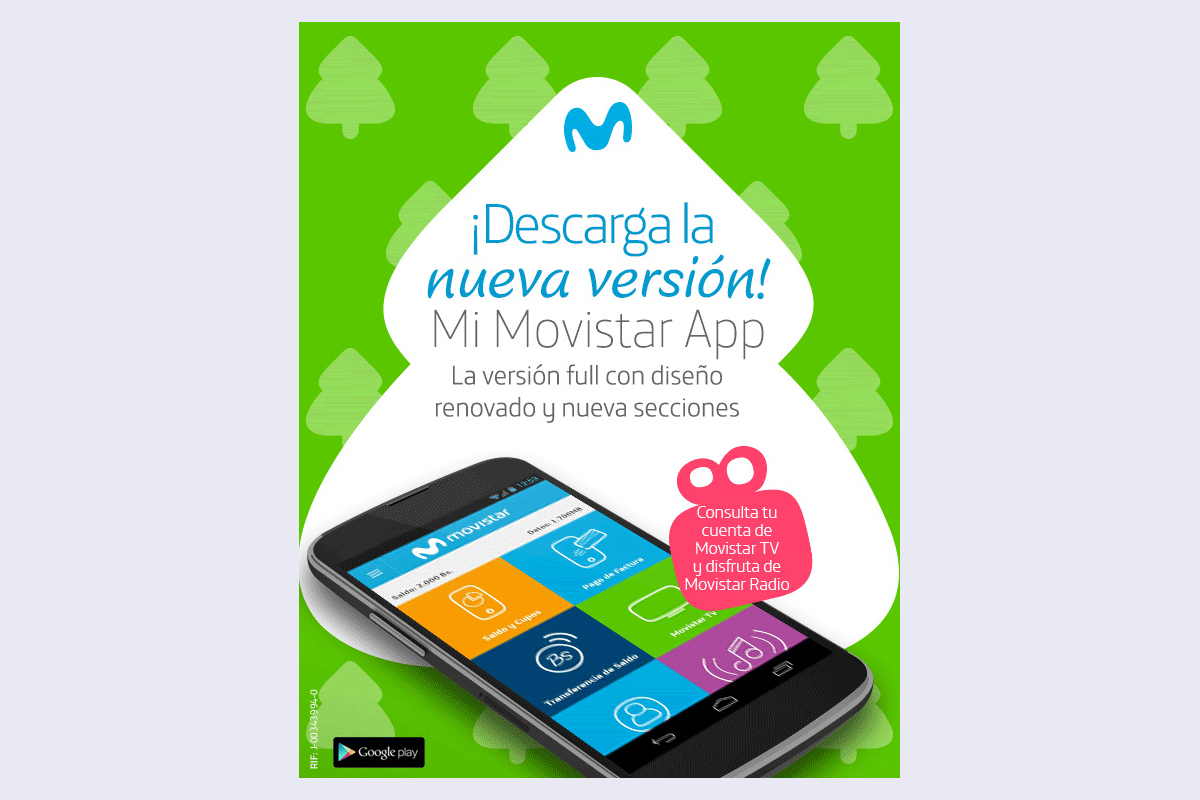 ¡Descarga la
nueva versión!
Mi Movistar App
La versión full con diseño
renovado y nueva secciones
Consulta tu
cuenta de
Movistar TV
y disfruta de
Movistar Radio
12:53
movistar
Saldo: 2.000 Bs.
Datos: 1.700MB
Saldo y Cupos
Pago de Factura
Transferencia de Saldo
Bs
Movistar TV
RIF: J-00343994-0
Google play